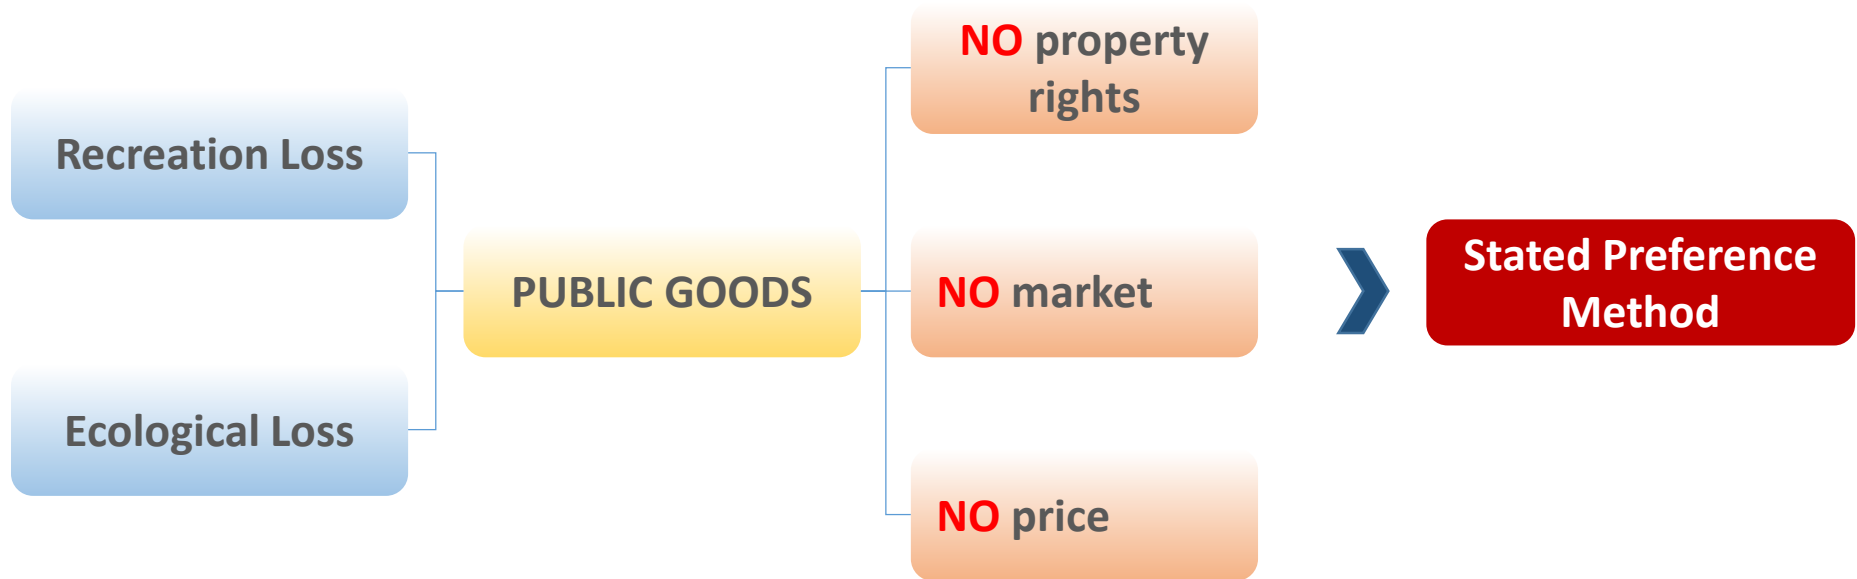 Recreation Loss
Ecological Loss
PUBLIC GOODS
NO property
rights
NO market
NO price
Stated Preference
Method